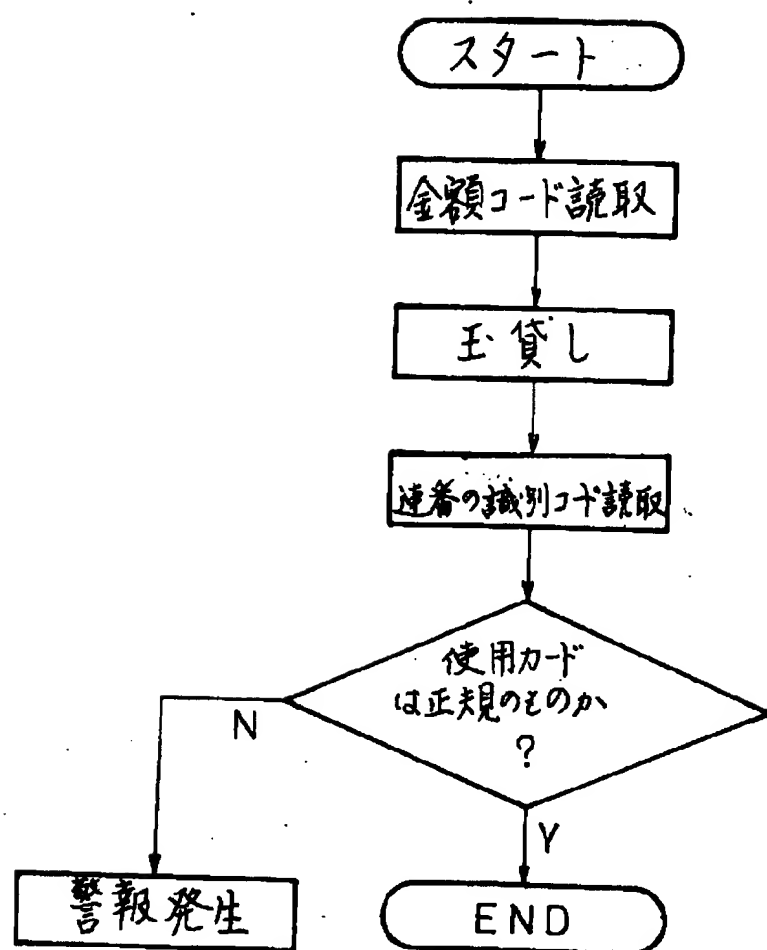 スタート
金額コード読取
玉貸し
連番の識別コード読取
使用カード
は正規のものか
?
N
Y
警報発生
END